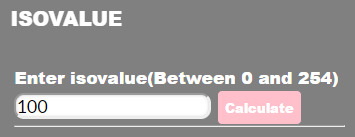 ISOVALUE
Enter isovalue(Between 0 and 254)
100 Calculate